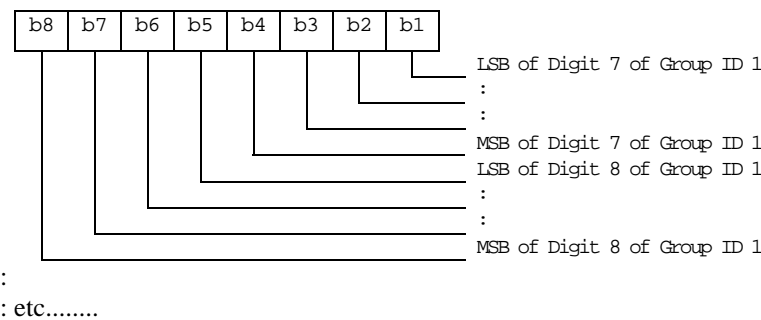 b8 b7 b6 b5 b4 b3 b2 b1
LSB of Digit 7 of Group ID 1
:
:
MSB of Digit 7 of Group ID 1
LSB of Digit 8 of Group ID 1
:
:
MSB of Digit 8 of Group ID 1
:
: etc........